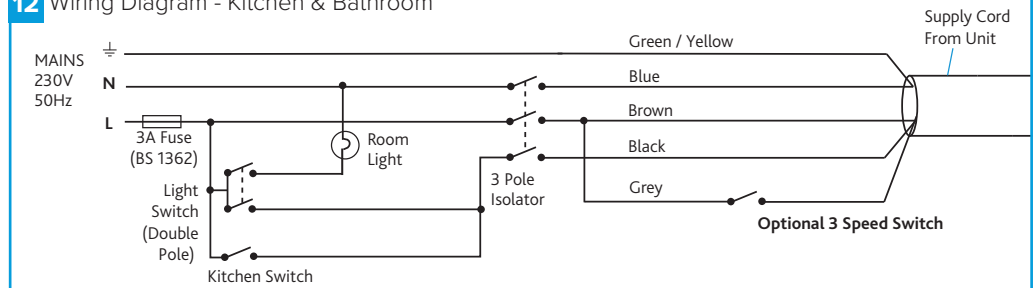 12 Wiring Diagram - Kitchen & Bathroom
Supply Cord
From Unit
MAINS
230V
50Hz
Green / Yellow
N
Blue
L
Brown
3A Fuse
(BS 1362)
Room
Light
Black
Light
Switch
(Double
Pole)
3 Pole
Isolator
Grey
Optional 3 Speed Switch
Kitchen Switch